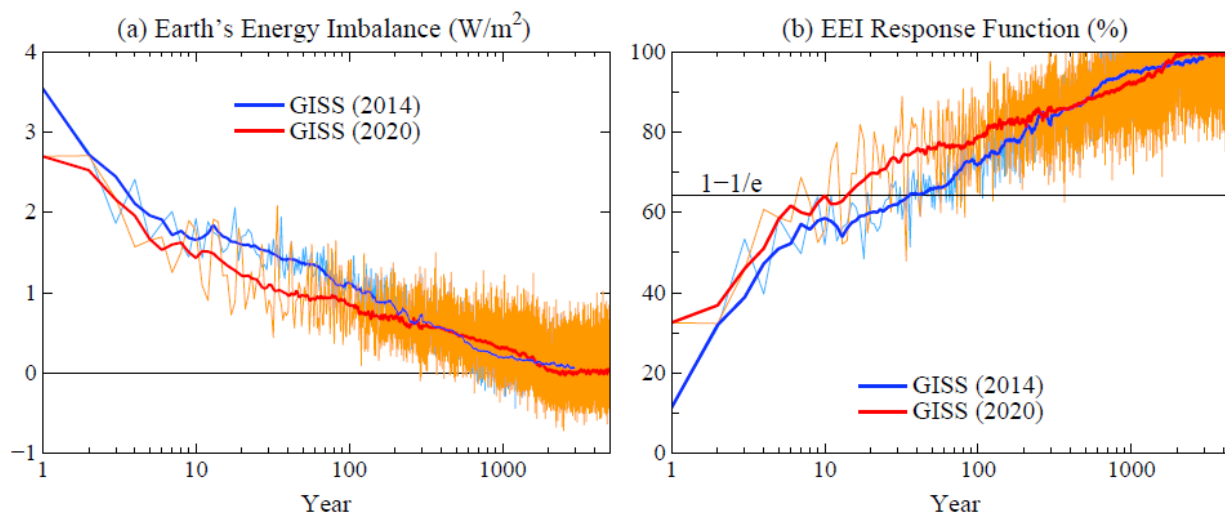 (a) Earth's Energy Imbalance (W/m²)
4
3
2
1
0
−1
GISS (2014)
GISS (2020)
1
10
100
1000
Year
(b) EEI Response Function (%)
100
80
60
40
20
0
1−1/e
GISS (2014)
GISS (2020)
1
10
100
1000
Year